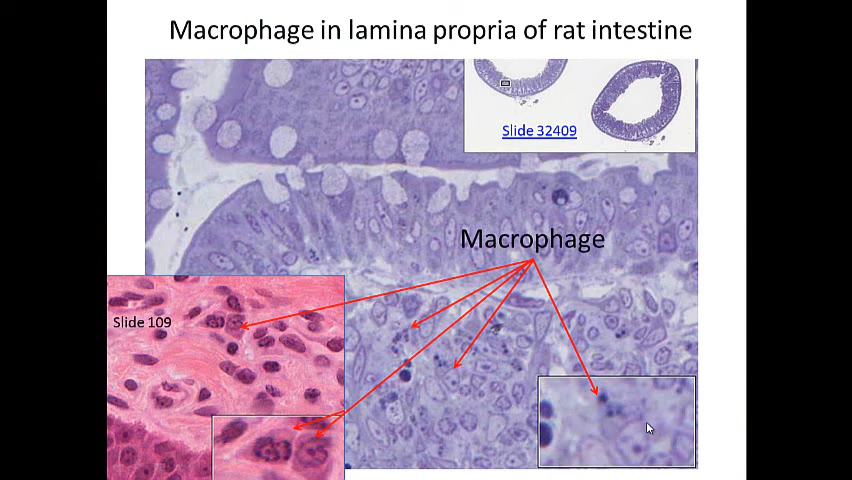 Macrophage in lamina propria of rat intestine
Slide 32409
Macrophage
Slide 109